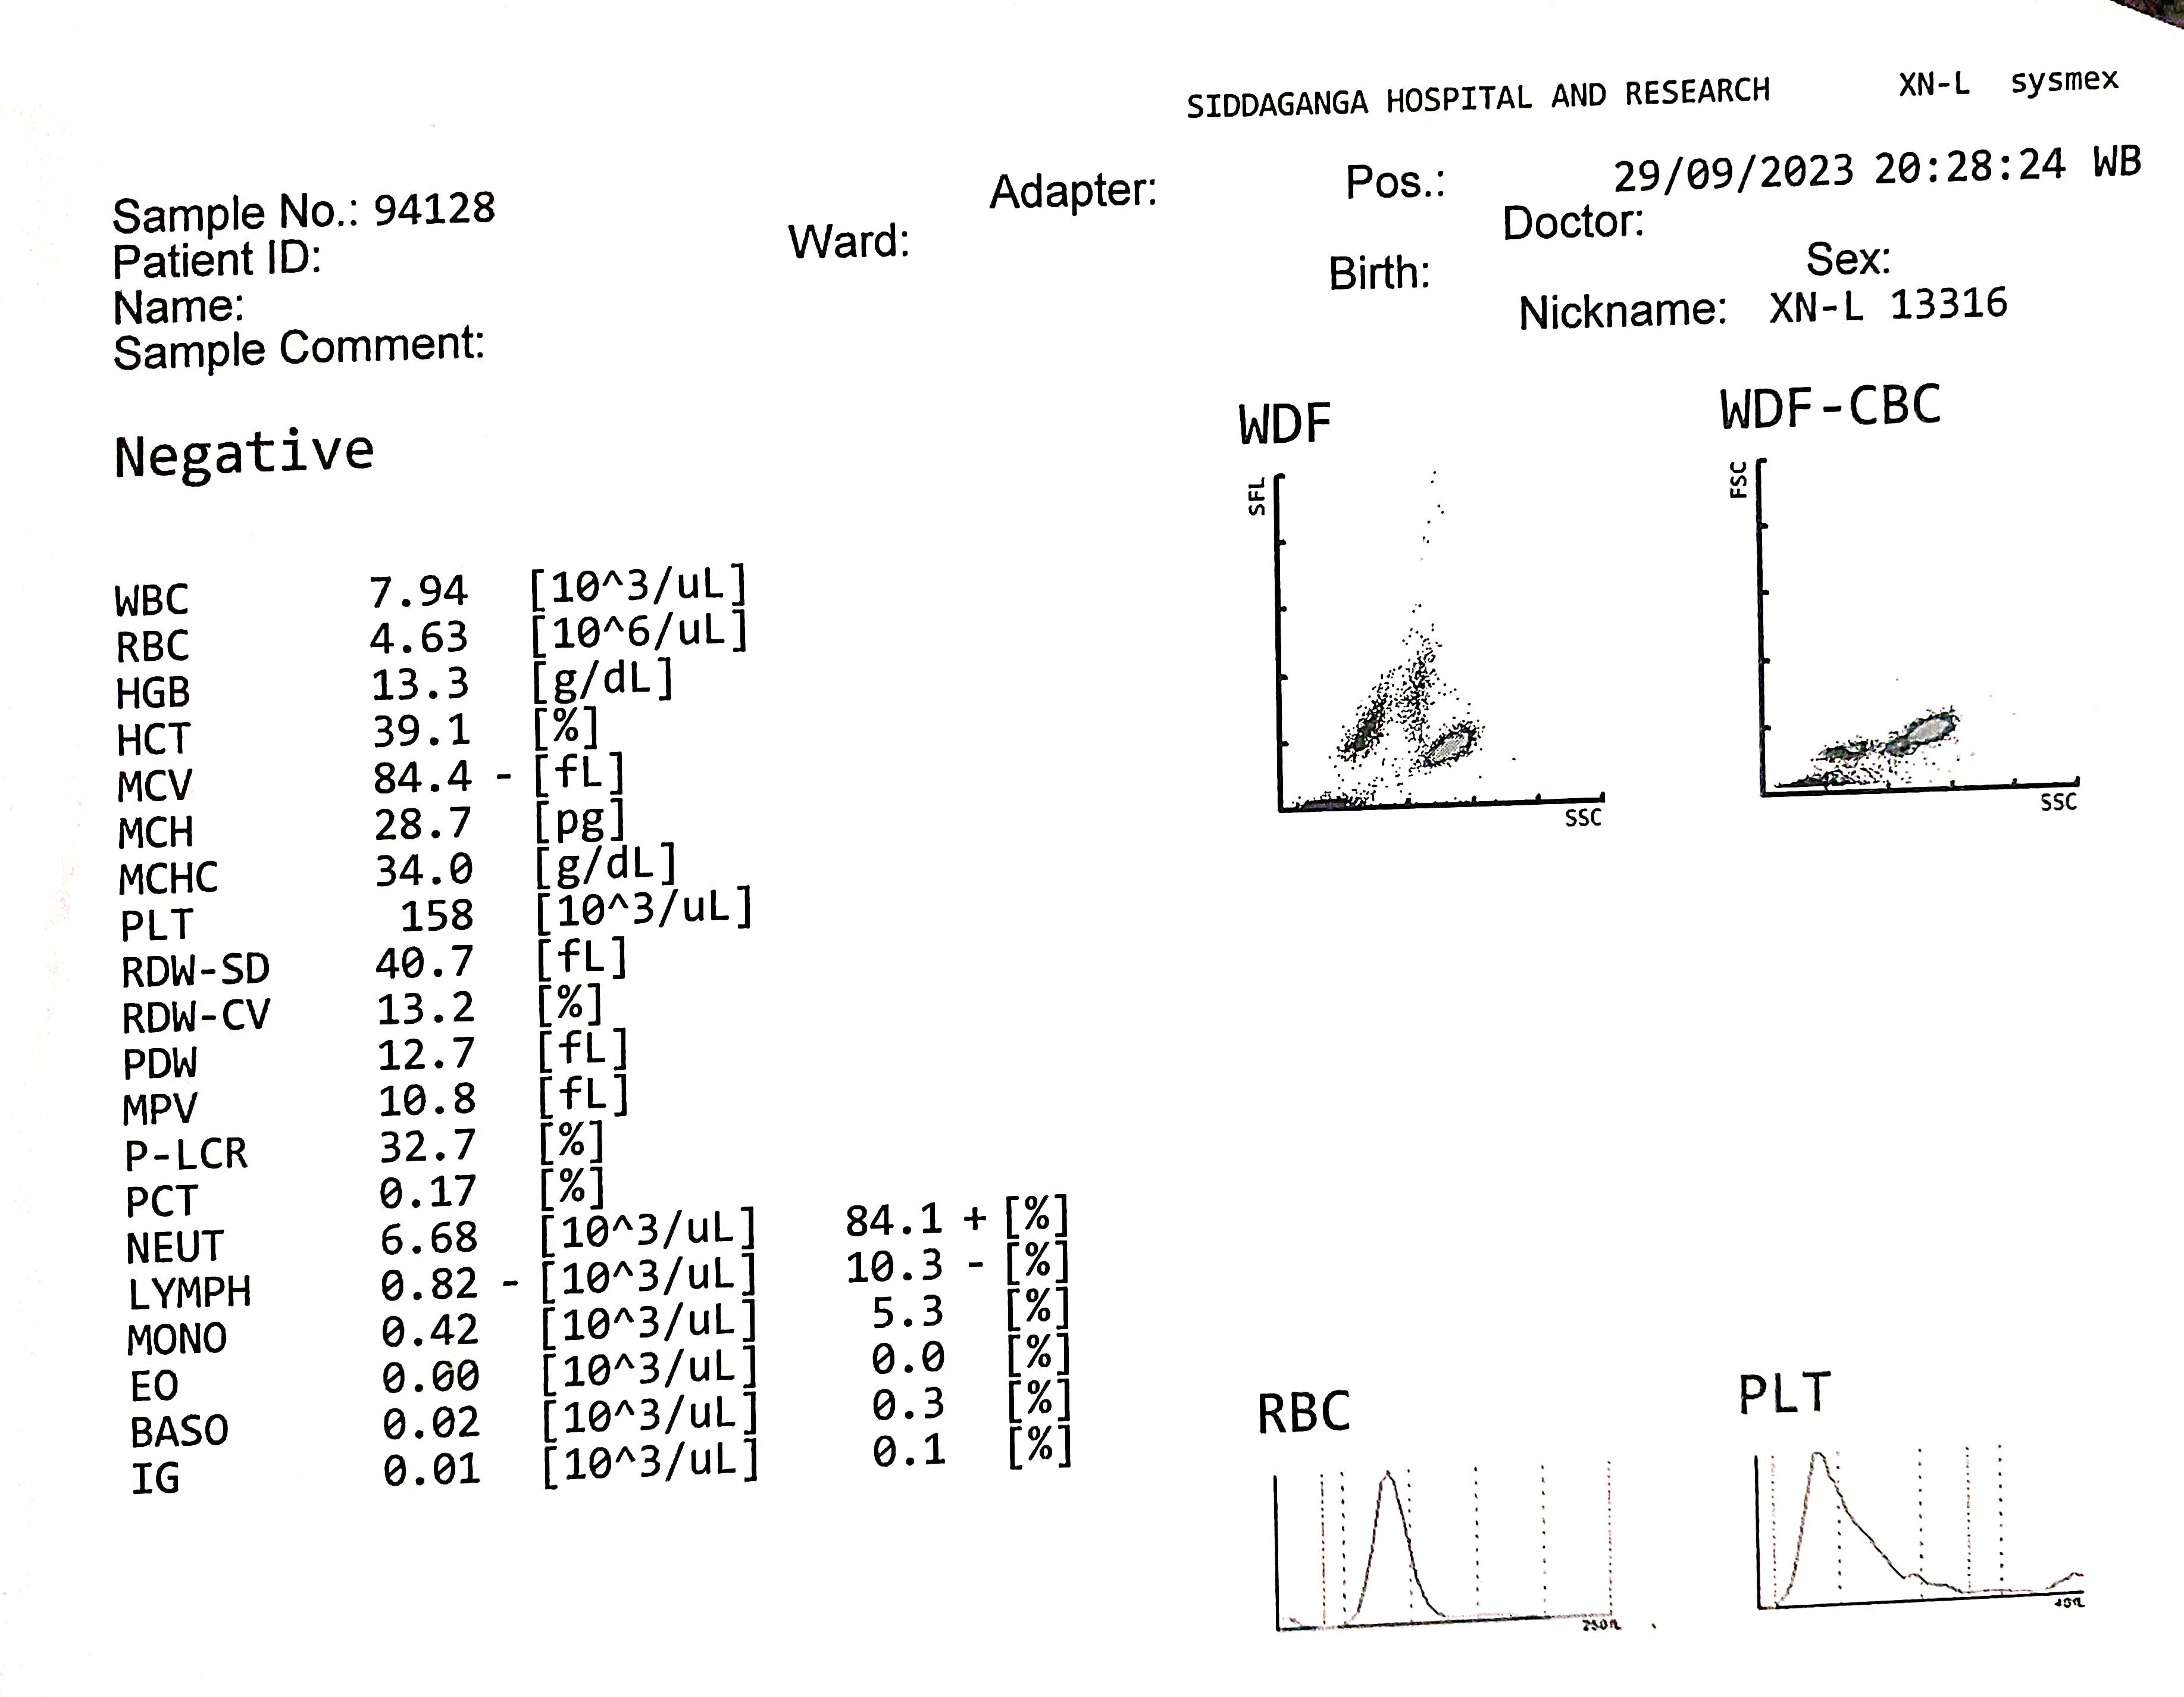 SIDDAGANGA HOSPITAL AND RESEARCH XN-L sysmex
Adapter: Pos.: 29/09/2023 20:28:24 WB
Sample No.: 94128
Ward: Doctor:
Patient ID:
Birth: Sex:
Name:
Nickname: XN-L 13316
Sample Comment:
Negative
WDF
WDF-CBC
SFL
SSC
FSC
SSC
WBC 7.94 [10^3/uL]
RBC 4.63 [10^6/uL]
HGB 13.3 [g/dL]
HCT 39.1 [%]
MCV 84.4 - [fL]
MCH 28.7 [pg]
MCHC 34.0 [g/dL]
PLT 158 [10^3/uL]
RDW-SD 40.7 [fL]
RDW-CV 13.2 [%]
PDW 12.7 [fL]
MPV 10.8 [fL]
P-LCR 32.7 [%]
PCT 0.17 [%]
NEUT 6.68 [10^3/uL] 84.1 + [%]
LYMPH 0.82 - [10^3/uL] 10.3 - [%]
MONO 0.42 [10^3/uL] 5.3 [%]
EO 0.00 [10^3/uL] 0.0 [%]
BASO 0.02 [10^3/uL] 0.3 [%]
IG 0.01 [10^3/uL] 0.1 [%]
RBC
PLT